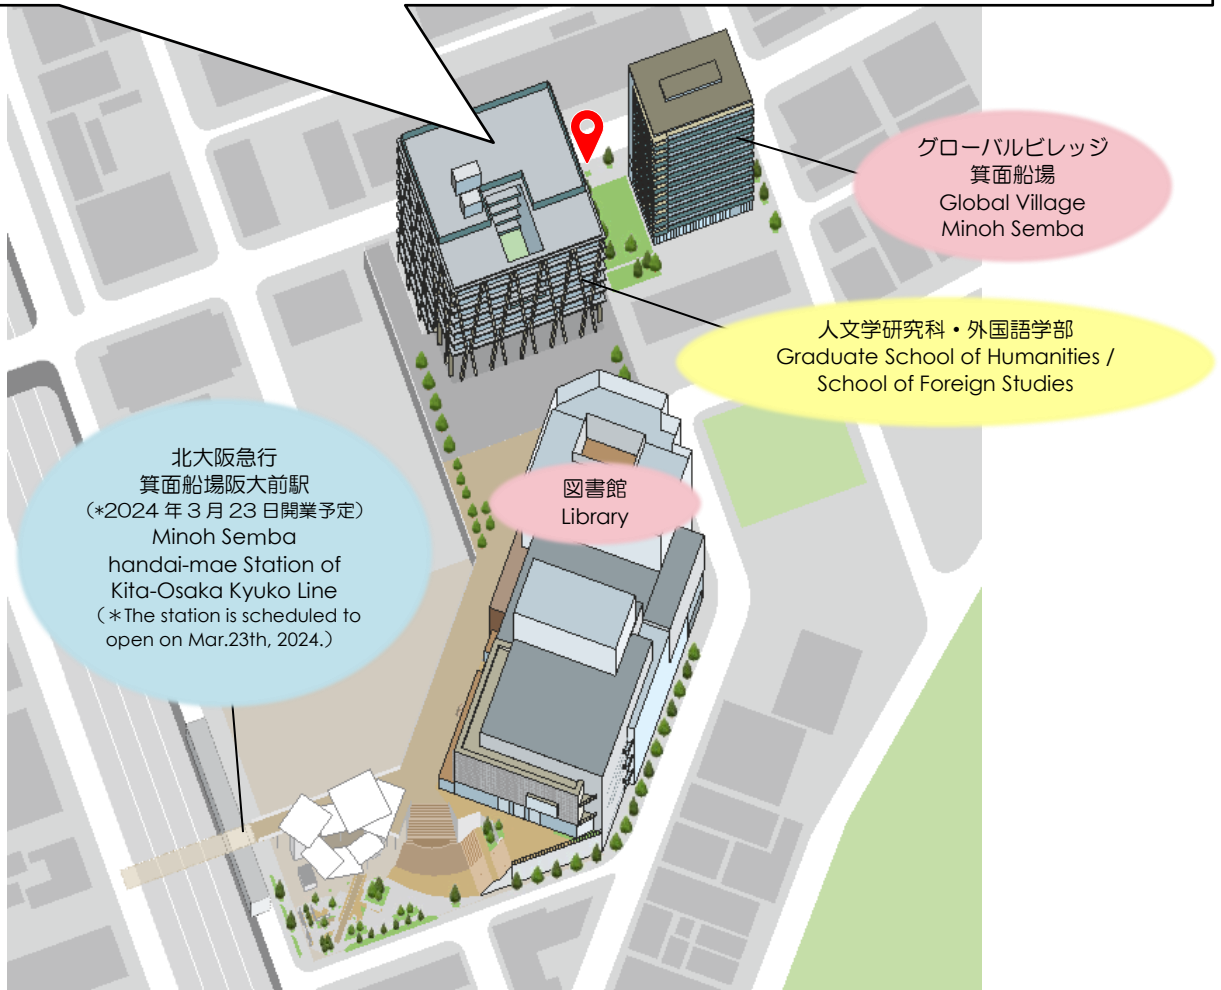 グローバルビレッジ
箕面船場
Global Village
Minoh Semba
人文学研究科・外国語学部
Graduate School of Humanities /
School of Foreign Studies
北大阪急行
箕面船場阪大前駅
(*2024 年 3 月 23 日開業予定)
Minoh Semba
handai-mae Station of
Kita-Osaka Kyuko Line
(＊The station is scheduled to
open on Mar.23th, 2024.)
図書館
Library